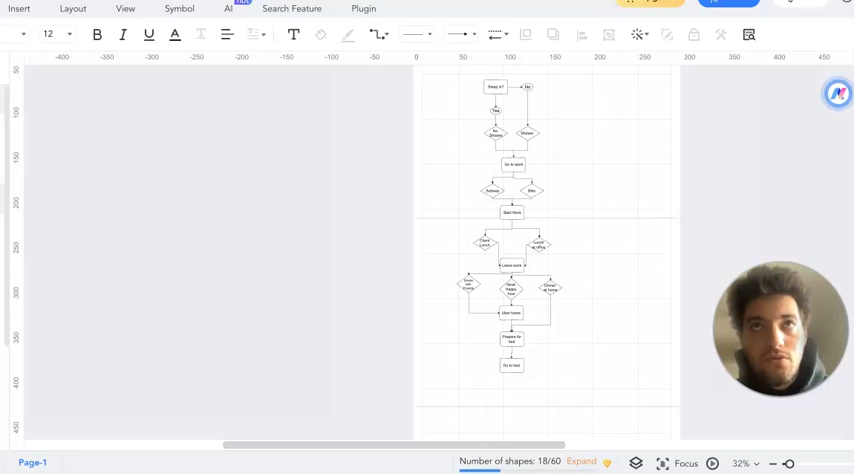 Insert Layout View Symbol AI hot Search Feature Plugin
12
-400 -350 -300 -250 -200 -150 -100 -50 0 50 100 150 200 250 300 350 400 450
50
100
150
200
250
300
350
400
450
Sleep in?
No
Yes
No Shower
Shower
Go to work
Subway
Bike
Start Work
Client Lunch
Lunch at office
Leave work
Dinner with Friends
Work Happy hour
Dinner at home
Uber home
Prepare for bed
Go to bed
Page-1
Number of shapes: 18/60 Expand
Focus
32%